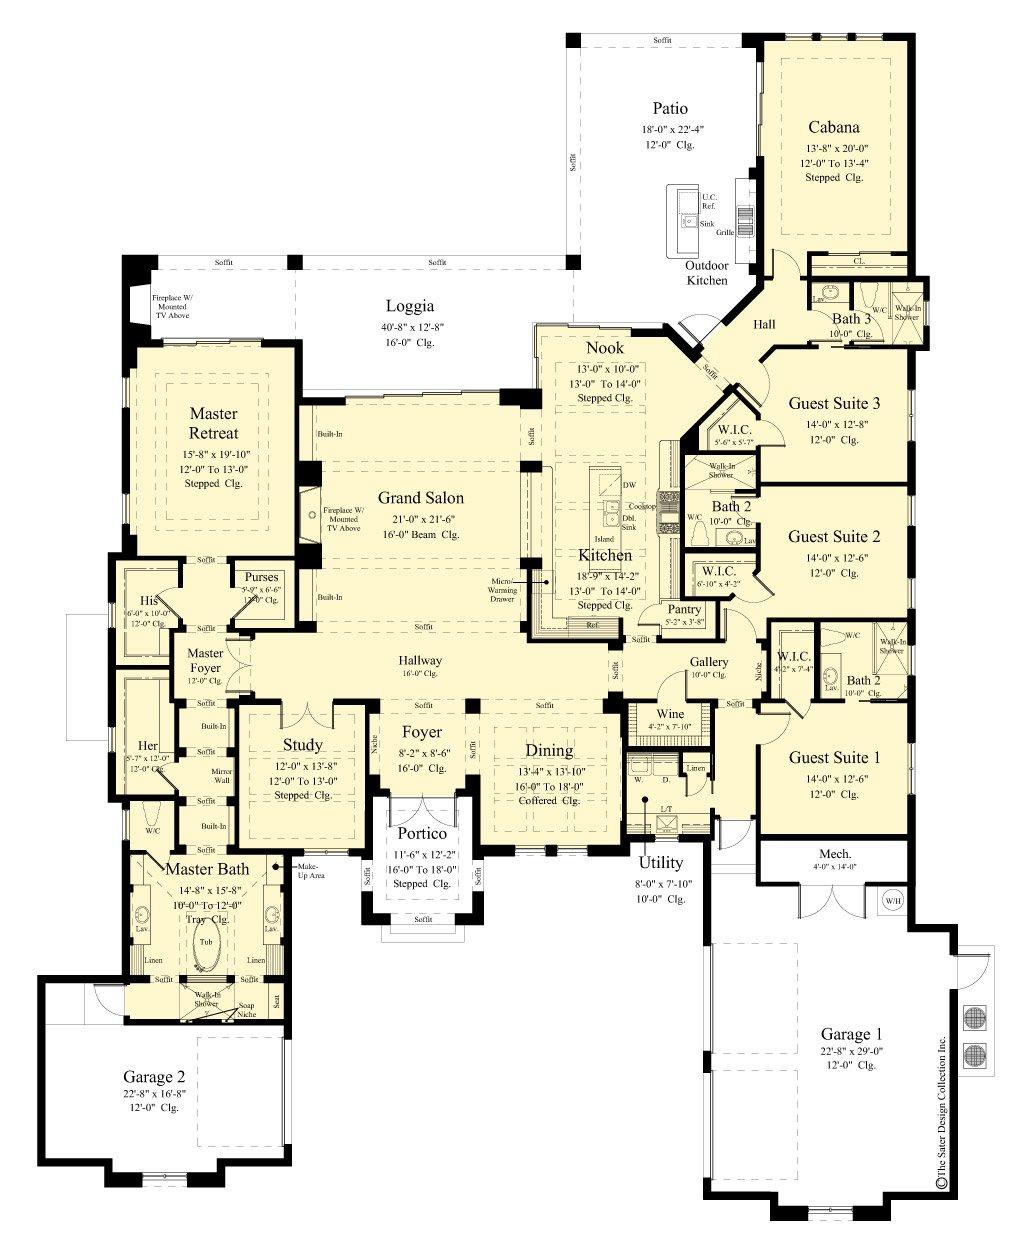 Soffit
Patio
18'-0" x 22'-4"
12'-0" Clg.
Soffit
Cabana
13'-8" x 20'-0"
12'-0" To 13'-4"
Stepped Clg.
U.C.
Ref.
Sink
Grille
Outdoor
Kitchen
CL.
Soffit
Soffit
Fireplace W/
Mounted
TV Above
Loggia
40'-8" x 12'-8"
16'-0" Clg.
Hall
Lav.
W/C
Walk-In
Shower
Bath 3
10'-0" Clg.
Nook
13'-0" x 10'-0"
13'-0" To 14'-0"
Stepped Clg.
Soffit
Master
Retreat
15'-8" x 19'-10"
12'-0" To 13'-0"
Stepped Clg.
Built-In
Soffit
W.I.C.
5'-6" x 5'-7"
Guest Suite 3
14'-0" x 12'-8"
12'-0" Clg.
Walk-In
Shower
Grand Salon
21'-0" x 21'-6"
16'-0" Beam Clg.
Fireplace W/
Mounted
TV Above
DW
Cooktop
Dbl.
Sink
Island
W/C
Bath 2
10'-0" Clg.
Lav.
Guest Suite 2
14'-0" x 12'-6"
12'-0" Clg.
Kitchen
18'-9" x 14'-2"
13'-0" To 14'-0"
Stepped Clg.
Micro/
Warming
Drawer
W.I.C.
6'-10" x 4'-2"
Soffit
His
6'-0" x 10'-0"
12'-0" Clg.
Purses
5'-9" x 6'-6"
12'-0" Clg.
Built-In
Pantry
5'-2" x 3'-8"
Ref.
Soffit
Soffit
Soffit
Master
Foyer
12'-0" Clg.
Hallway
16'-0" Clg.
Soffit
Gallery
10'-0" Clg.
Niche
W.I.C.
4'-2" x 7'-4"
W/C
Walk-In
Shower
Lav.
Bath 2
10'-0" Clg.
Soffit
Soffit
Soffit
Soffit
Built-In
Her
5'-7" x 12'-0"
12'-0" Clg.
Soffit
Mirror
Wall
Soffit
Built-In
Soffit
Study
12'-0" x 13'-8"
12'-0" To 13'-0"
Stepped Clg.
Niche
Foyer
8'-2" x 8'-6"
16'-0" Clg.
Soffit
Dining
13'-4" x 13'-10"
16'-0" To 18'-0"
Coffered Clg.
Wine
4'-2" x 7'-10"
W.
D.
Linen
L/T
Guest Suite 1
14'-0" x 12'-6"
12'-0" Clg.
W/C
Portico
11'-6" x 12'-2"
16'-0" To 18'-0"
Stepped Clg.
Soffit
Soffit
Soffit
Utility
8'-0" x 7'-10"
10'-0" Clg.
Mech.
4'-0" x 14'-0"
W/H
Master Bath
14'-8" x 15'-8"
10'-0" To 12'-0"
Tray Clg.
Make-
Up Area
Lav.
Lav.
Tub
Linen
Linen
Soffit
Soffit
Walk-In
Shower
Soap
Niche
Seat
Garage 2
22'-8" x 16'-8"
12'-0" Clg.
Garage 1
22'-8" x 29'-0"
12'-0" Clg.
©The Sater Design Collection Inc.